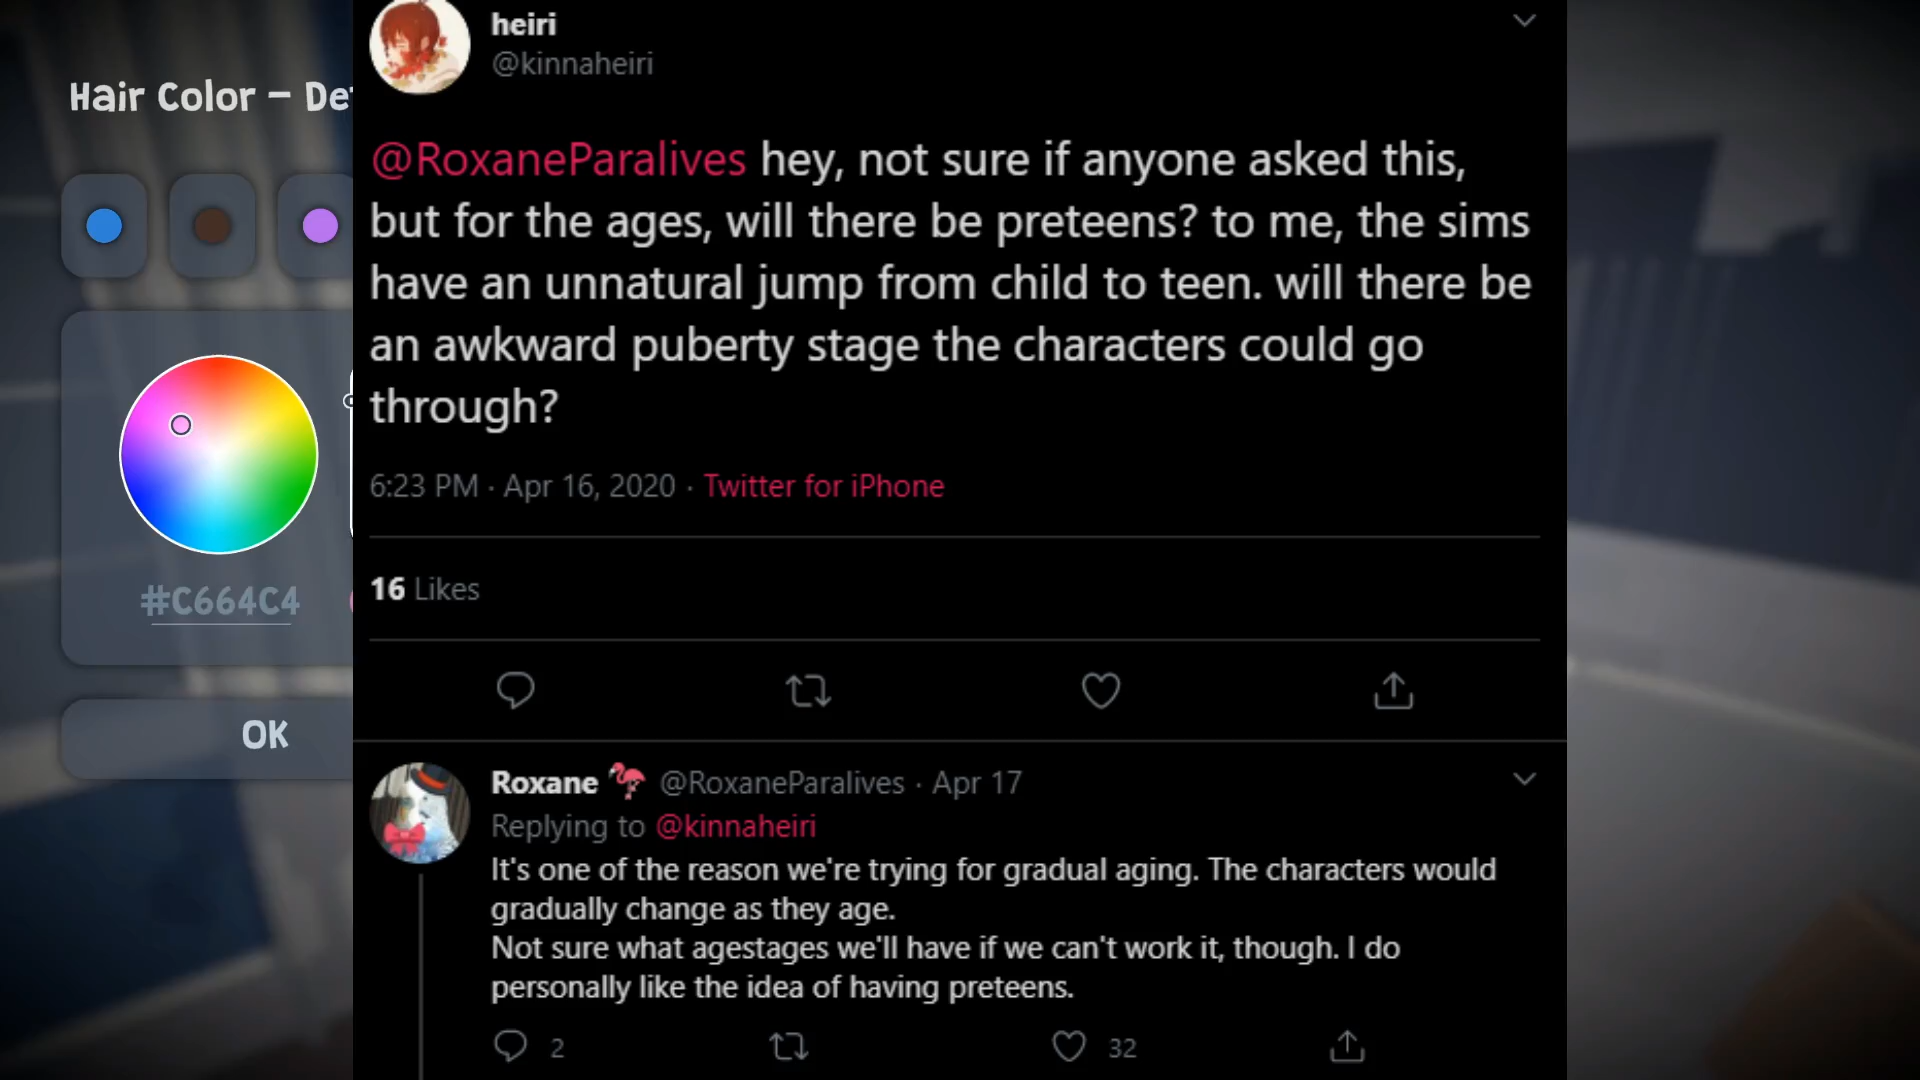 heiri
@kinnaheiri
Hair Color –
@RoxaneParalives hey, not sure if anyone asked this,
but for the ages, will there be preteens? to me, the sims
have an unnatural jump from child to teen. will there be
an awkward puberty stage the characters could go
through?
6:23 PM · Apr 16, 2020 · Twitter for iPhone
#C664C4
16 Likes
OK
Roxane 🦩 @RoxaneParalives · Apr 17
Replying to @kinnaheiri
It's one of the reason we're trying for gradual aging. The characters would
gradually change as they age.
Not sure what agestages we'll have if we can't work it, though. I do
personally like the idea of having preteens.
2 32